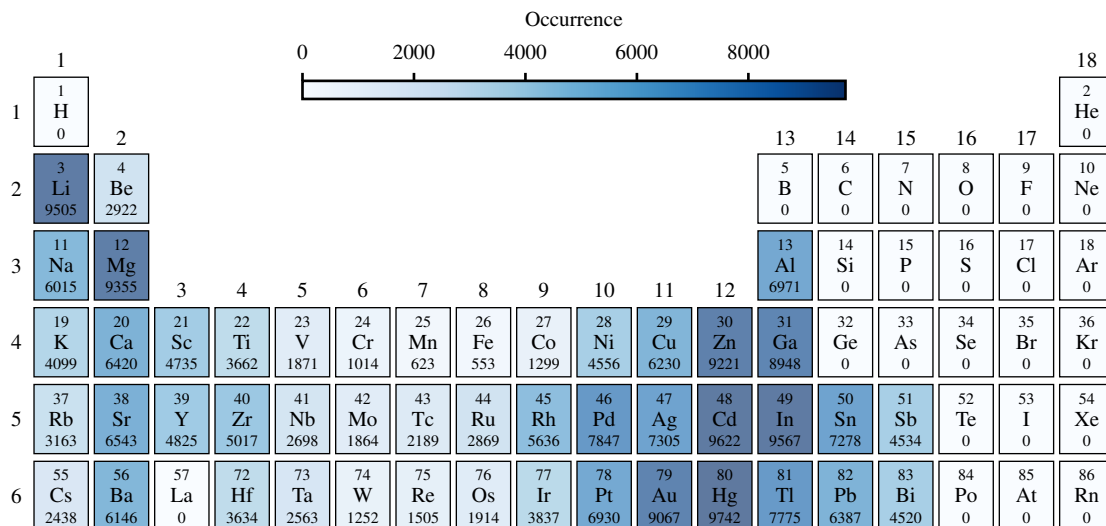 Occurrence
0 2000 4000 6000 8000
1 18
1 1 2
H He
0 0
2 13 14 15 16 17
2 3 4 5 6 7 8 9 10
Li Be B C N O F Ne
9505 2922 0 0 0 0 0 0
3 11 12 13 14 15 16 17 18
Na Mg Al Si P S Cl Ar
6015 9355 6971 0 0 0 0 0
3 4 5 6 7 8 9 10 11 12
4 19 20 21 22 23 24 25 26 27 28 29 30 31 32 33 34 35 36
K Ca Sc Ti V Cr Mn Fe Co Ni Cu Zn Ga Ge As Se Br Kr
4099 6420 4735 3662 1871 1014 623 553 1299 4556 6230 9221 8948 0 0 0 0 0
5 37 38 39 40 41 42 43 44 45 46 47 48 49 50 51 52 53 54
Rb Sr Y Zr Nb Mo Tc Ru Rh Pd Ag Cd In Sn Sb Te I Xe
3163 6543 4825 5017 2698 1864 2189 2869 5636 7847 7305 9622 9567 7278 4534 0 0 0
6 55 56 57 72 73 74 75 76 77 78 79 80 81 82 83 84 85 86
Cs Ba La Hf Ta W Re Os Ir Pt Au Hg Tl Pb Bi Po At Rn
2438 6146 0 3634 2563 1252 1505 1914 3837 6930 9067 9742 7775 6387 4520 0 0 0